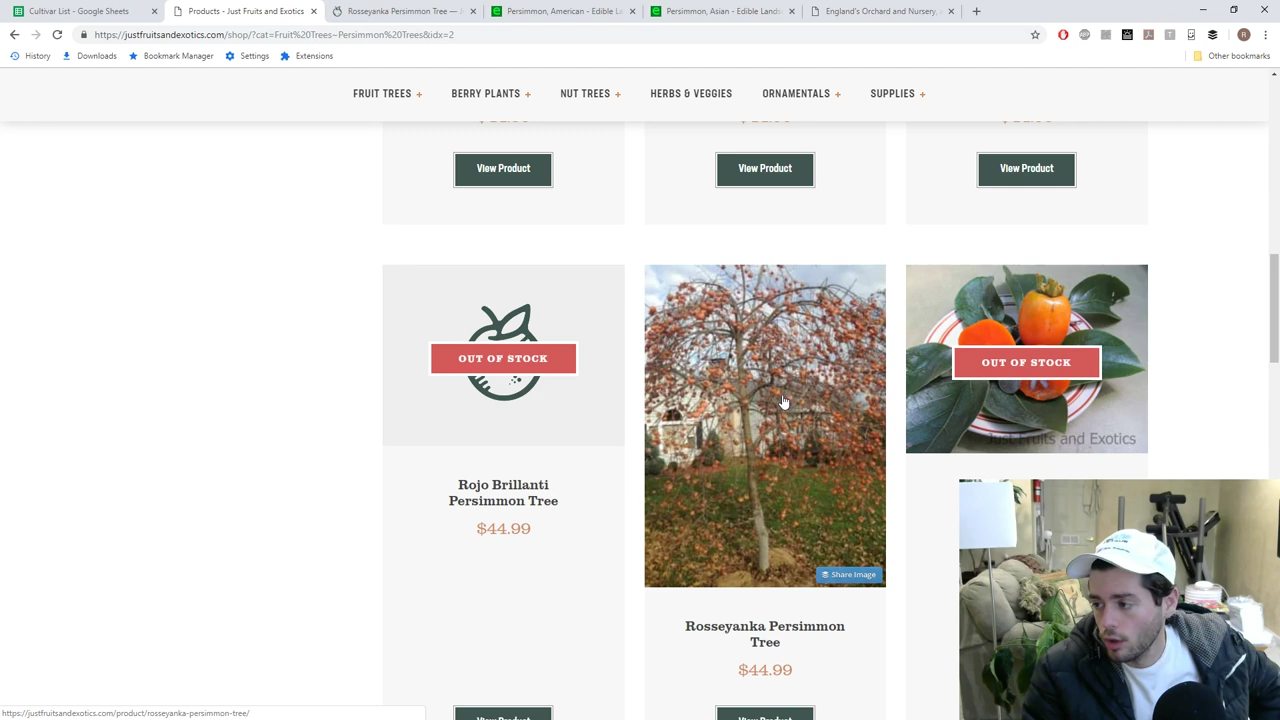 Cultivar List - Google Sheets
Products - Just Fruits and Exotics
Rosseyanka Persimmon Tree —
Persimmon, American - Edible La
Persimmon, Asian - Edible Lands
England's Orchard and Nursery,
https://justfruitsandexotics.com/shop/?cat=Fruit%20Trees~Persimmon%20Trees&idx=2
History
Downloads
Bookmark Manager
Settings
Extensions
Other bookmarks
FRUIT TREES +
BERRY PLANTS +
NUT TREES +
HERBS & VEGGIES
ORNAMENTALS +
SUPPLIES +
View Product
View Product
View Product
OUT OF STOCK
Rojo Brillanti
Persimmon Tree
$44.99
Share Image
Rosseyanka Persimmon
Tree
$44.99
OUT OF STOCK
Just Fruits and Exotics
https://justfruitsandexotics.com/product/rosseyanka-persimmon-tree/